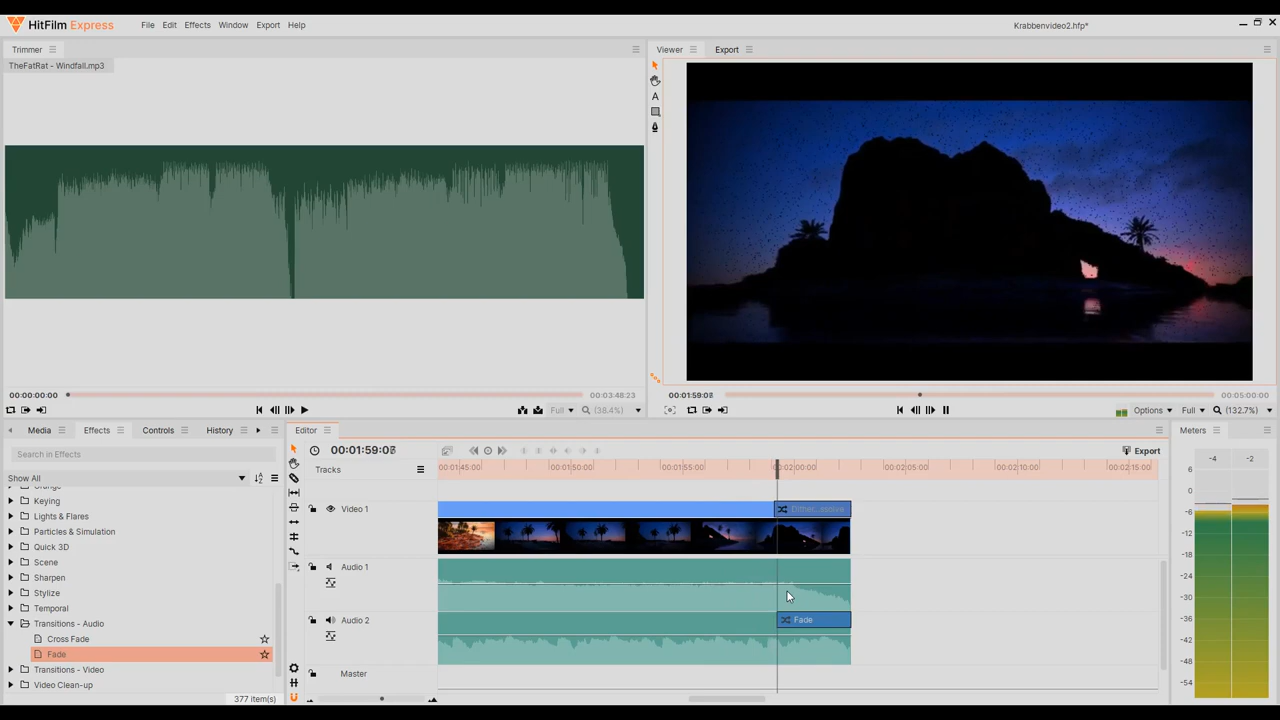 HitFilm Express File Edit Effects Window Export Help Krabbenvideo2.hfp*
Trimmer Viewer Export
TheFatRat - Windfall.mp3
00:00:00:00 00:03:48:23 00:01:59:08 00:05:00:00
Full (38.4%) Options Full (132.7%)
Media Effects Controls History Editor Meters
Search in Effects 00:01:59:07 Export
Show All
Tracks 00:01:45:00 00:01:50:00 00:01:55:00 00:02:00:00 00:02:05:00 00:02:10:00 00:02:15:00
-4 -2
6
0
-6
-12
-18
-24
-30
-36
-42
-48
-54
Keying
Lights & Flares
Particles & Simulation
Quick 3D
Scene
Sharpen
Stylize
Temporal
Transitions - Audio
Cross Fade
Fade
Transitions - Video
Video Clean-up
377 item(s)
Video 1 Dither...ssolve
Audio 1
Audio 2 Fade
Master